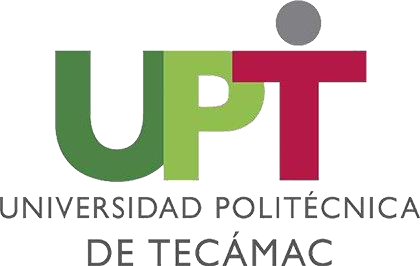 UPT
UNIVERSIDAD POLITÉCNICA
DE TECÁMAC